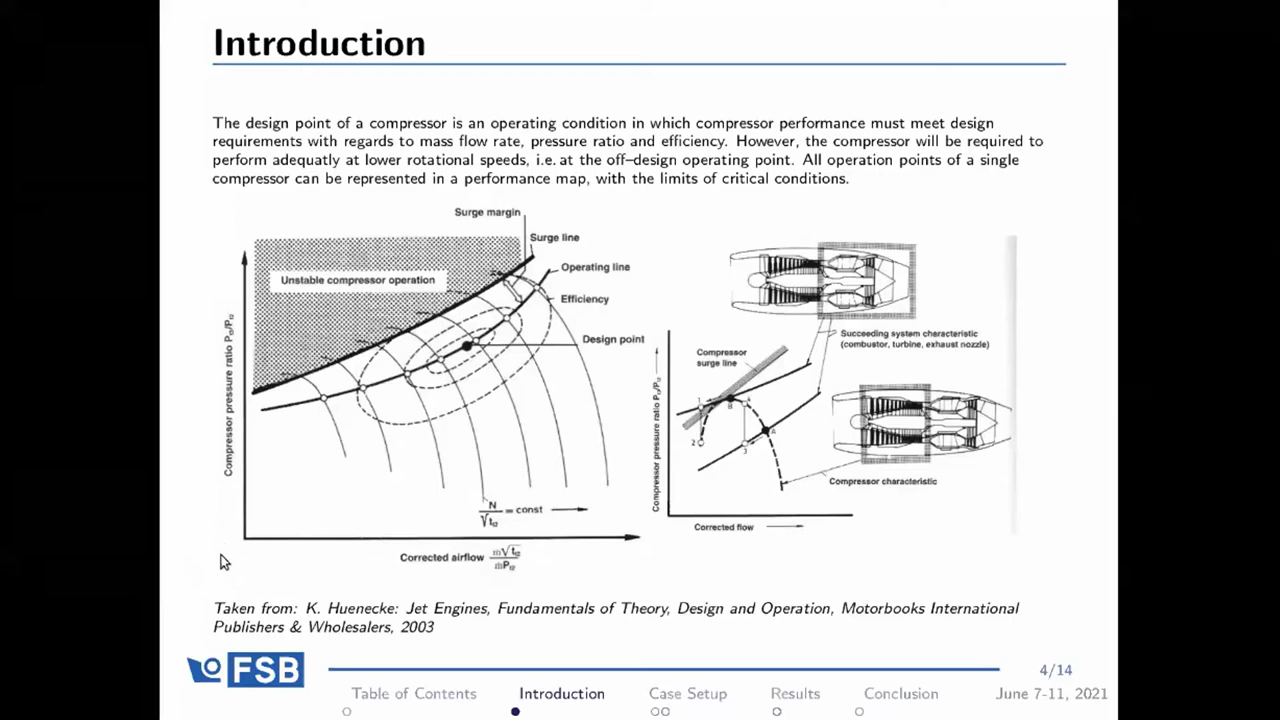 Introduction
The design point of a compressor is an operating condition in which compressor performance must meet design
requirements with regards to mass flow rate, pressure ratio and efficiency. However, the compressor will be required to
perform adequatly at lower rotational speeds, i.e. at the off–design operating point. All operation points of a single
compressor can be represented in a performance map, with the limits of critical conditions.
Surge margin
Surge line
Unstable compressor operation
Operating line
Efficiency
Design point
Compressor pressure ratio
N
= const
Corrected airflow
Succeeding system characteristic
(combustor, turbine, exhaust nozzle)
Compressor
surge line
1
B
4
2
3
A
Compressor pressure ratio
Compressor characteristic
Corrected flow
Taken from: K. Huenecke: Jet Engines, Fundamentals of Theory, Design and Operation, Motorbooks International
Publishers & Wholesalers, 2003
FSB
4/14
Table of Contents Introduction Case Setup Results Conclusion June 7-11, 2021